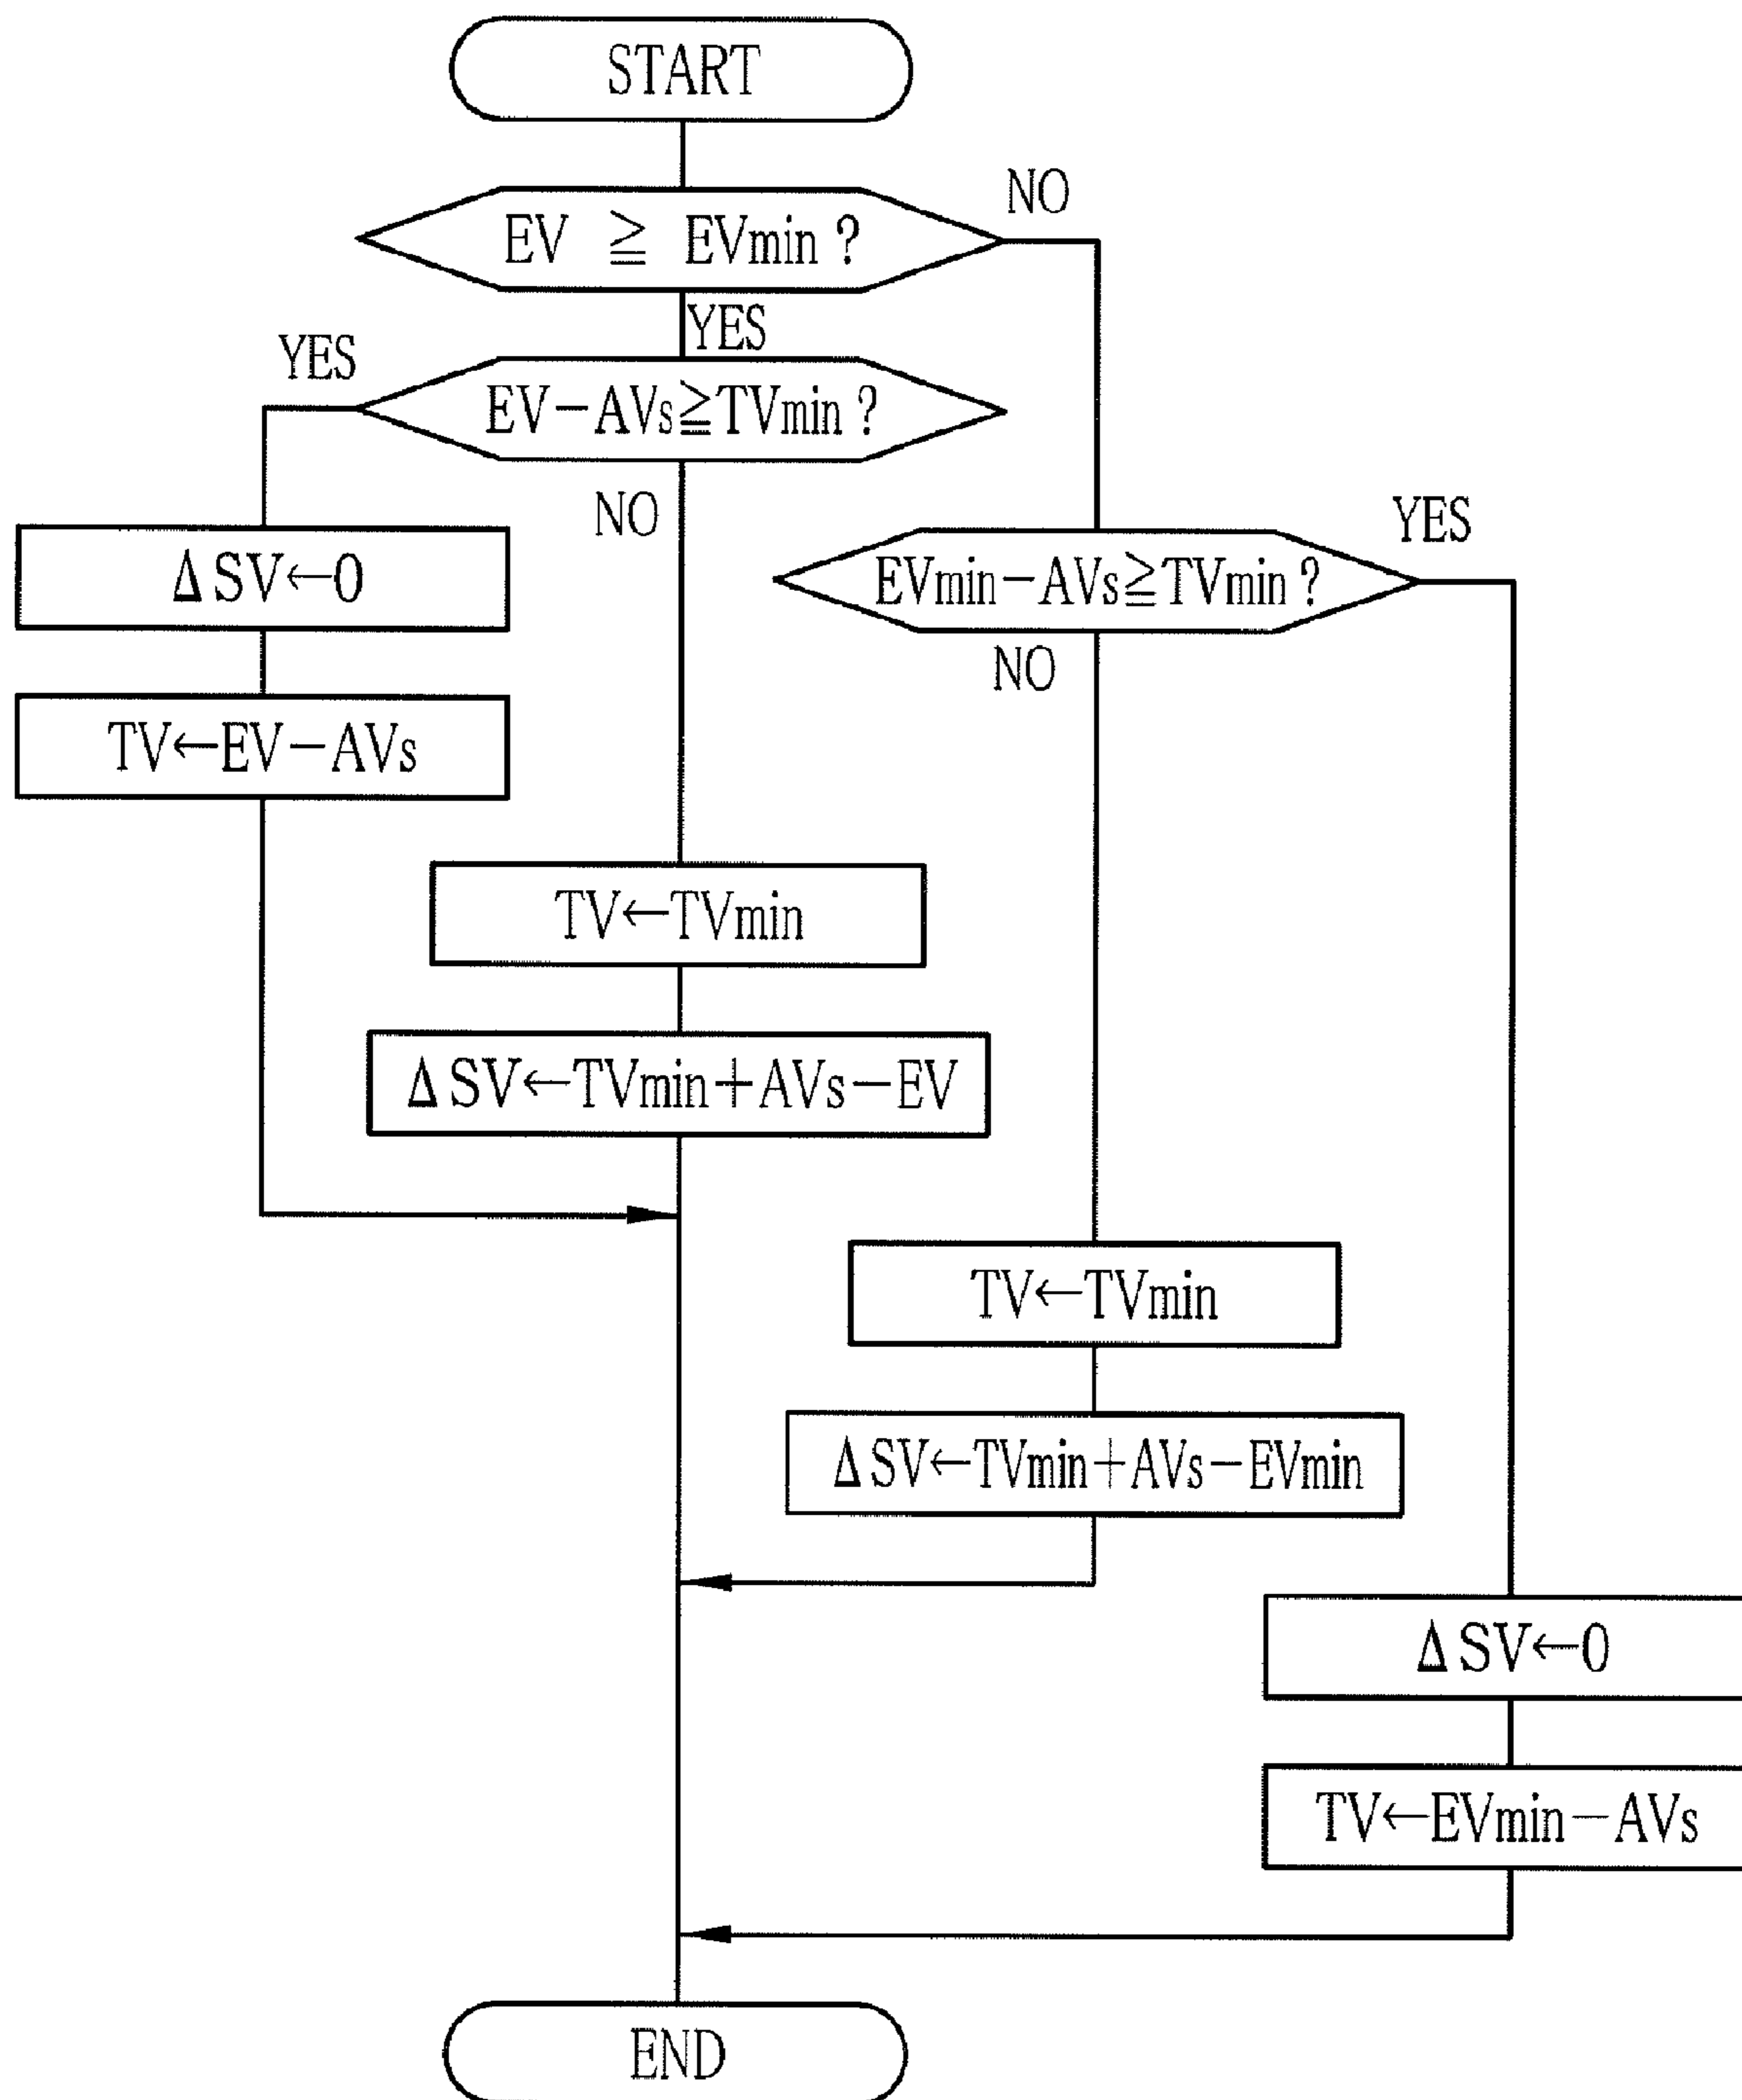 START
NO
EV ≧ EVmin ?
YES
YES
EV-AVs≧TVmin ?
NO
YES
ΔSV←0
EVmin-AVs≧TVmin ?
NO
TV←EV-AVs
TV←TVmin
ΔSV←TVmin+AVs-EV
TV←TVmin
ΔSV←TVmin+AVs-EVmin
ΔSV←0
TV←EVmin-AVs
END